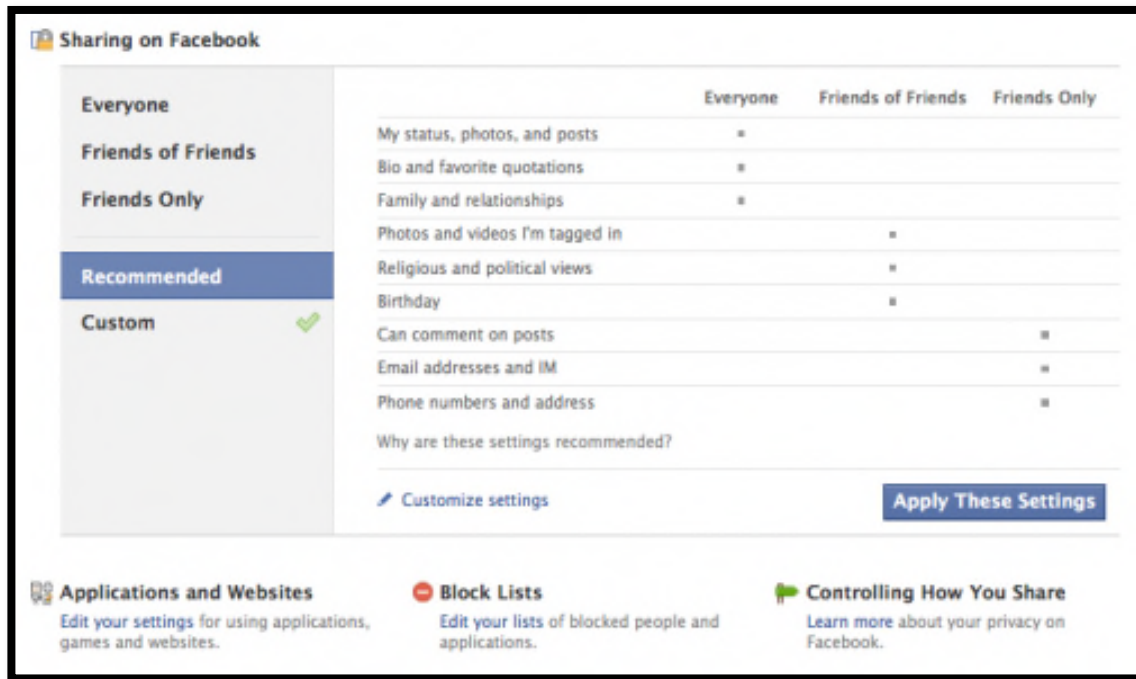 Sharing on Facebook
Everyone
Friends of Friends
Friends Only
Recommended
Custom
Everyone Friends of Friends Friends Only
My status, photos, and posts
Bio and favorite quotations
Family and relationships
Photos and videos I'm tagged in
Religious and political views
Birthday
Can comment on posts
Email addresses and IM
Phone numbers and address
Why are these settings recommended?
Customize settings
Apply These Settings
Applications and Websites
Edit your settings for using applications,
games and websites.
Block Lists
Edit your lists of blocked people and
applications.
Controlling How You Share
Learn more about your privacy on
Facebook.